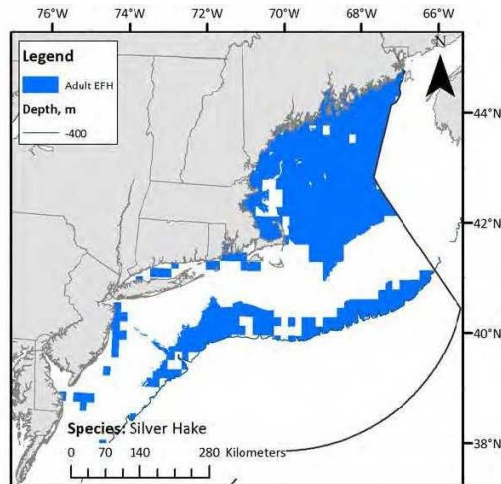 76°W 74°W 72°W 70°W 68°W 66°W
Legend
Adult EFH
Depth, m
-400
N
44°N
42°N
40°N
38°N
Species: Silver Hake
0 70 140 280 Kilometers